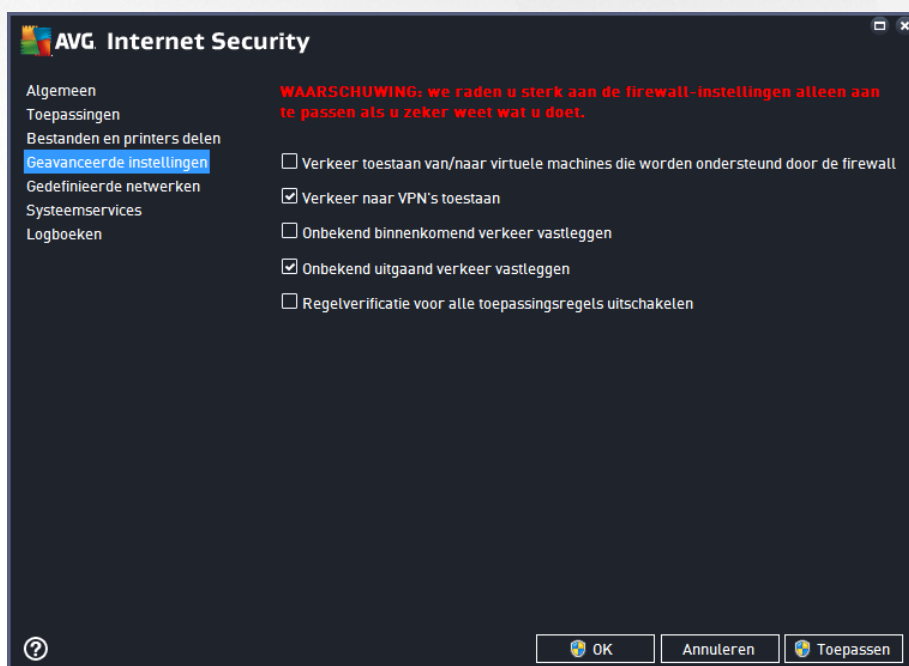 AVG Internet Security
Algemeen
Toepassingen
Bestanden en printers delen
Geavanceerde instellingen
Gedefinieerde netwerken
Systeemservices
Logboeken
WAARSCHUWING: we raden u sterk aan de firewall-instellingen alleen aan
te passen als u zeker weet wat u doet.
Verkeer toestaan van/naar virtuele machines die worden ondersteund door de firewall
Verkeer naar VPN's toestaan
Onbekend binnenkomend verkeer vastleggen
Onbekend uitgaand verkeer vastleggen
Regelverificatie voor alle toepassingsregels uitschakelen
?
OK
Annuleren
Toepassen